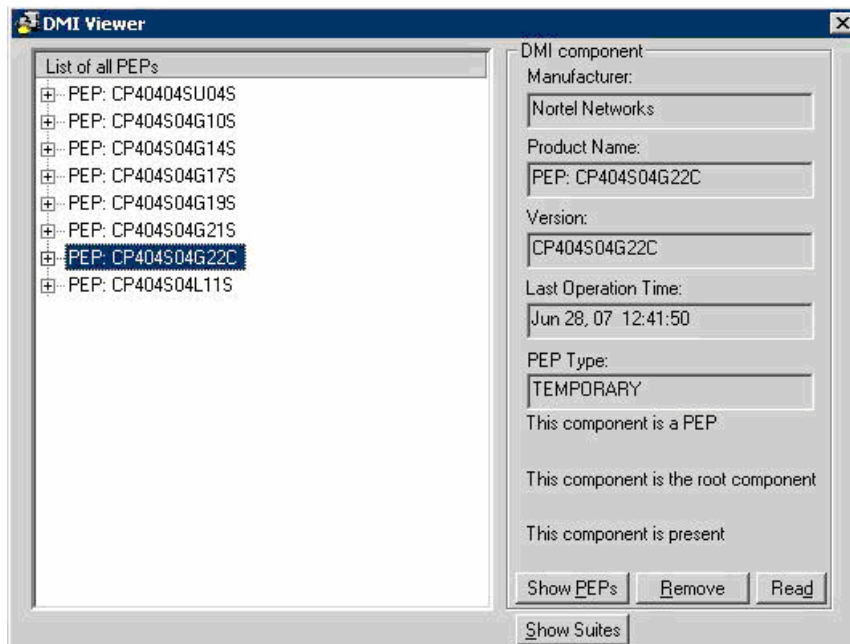 DMI Viewer
List of all PEPs
PEP: CP40404SU04S
PEP: CP404S04G10S
PEP: CP404S04G14S
PEP: CP404S04G17S
PEP: CP404S04G19S
PEP: CP404S04G21S
PEP: CP404S04G22C
PEP: CP404S04L11S
DMI component
Manufacturer:
Nortel Networks
Product Name:
PEP: CP404S04G22C
Version:
CP404S04G22C
Last Operation Time:
Jun 28, 07 12:41:50
PEP Type:
TEMPORARY
This component is a PEP
This component is the root component
This component is present
Show PEPs Remove Read
Show Suites